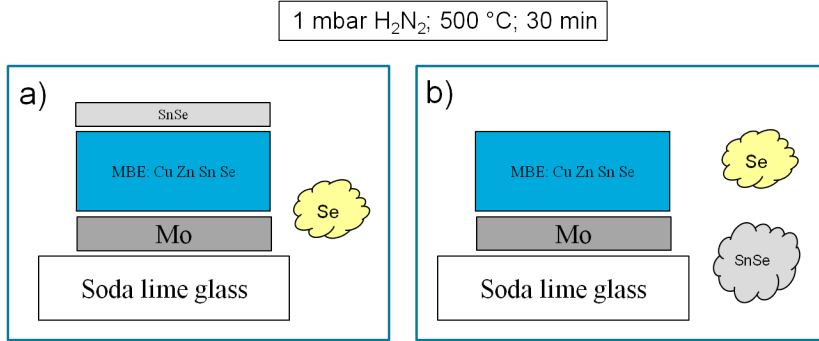 1 mbar H₂N₂; 500 °C; 30 min
a)
SnSe
MBE: Cu Zn Sn Se
Se
Mo
Soda lime glass
b)
MBE: Cu Zn Sn Se
Se
Mo
SnSe
Soda lime glass